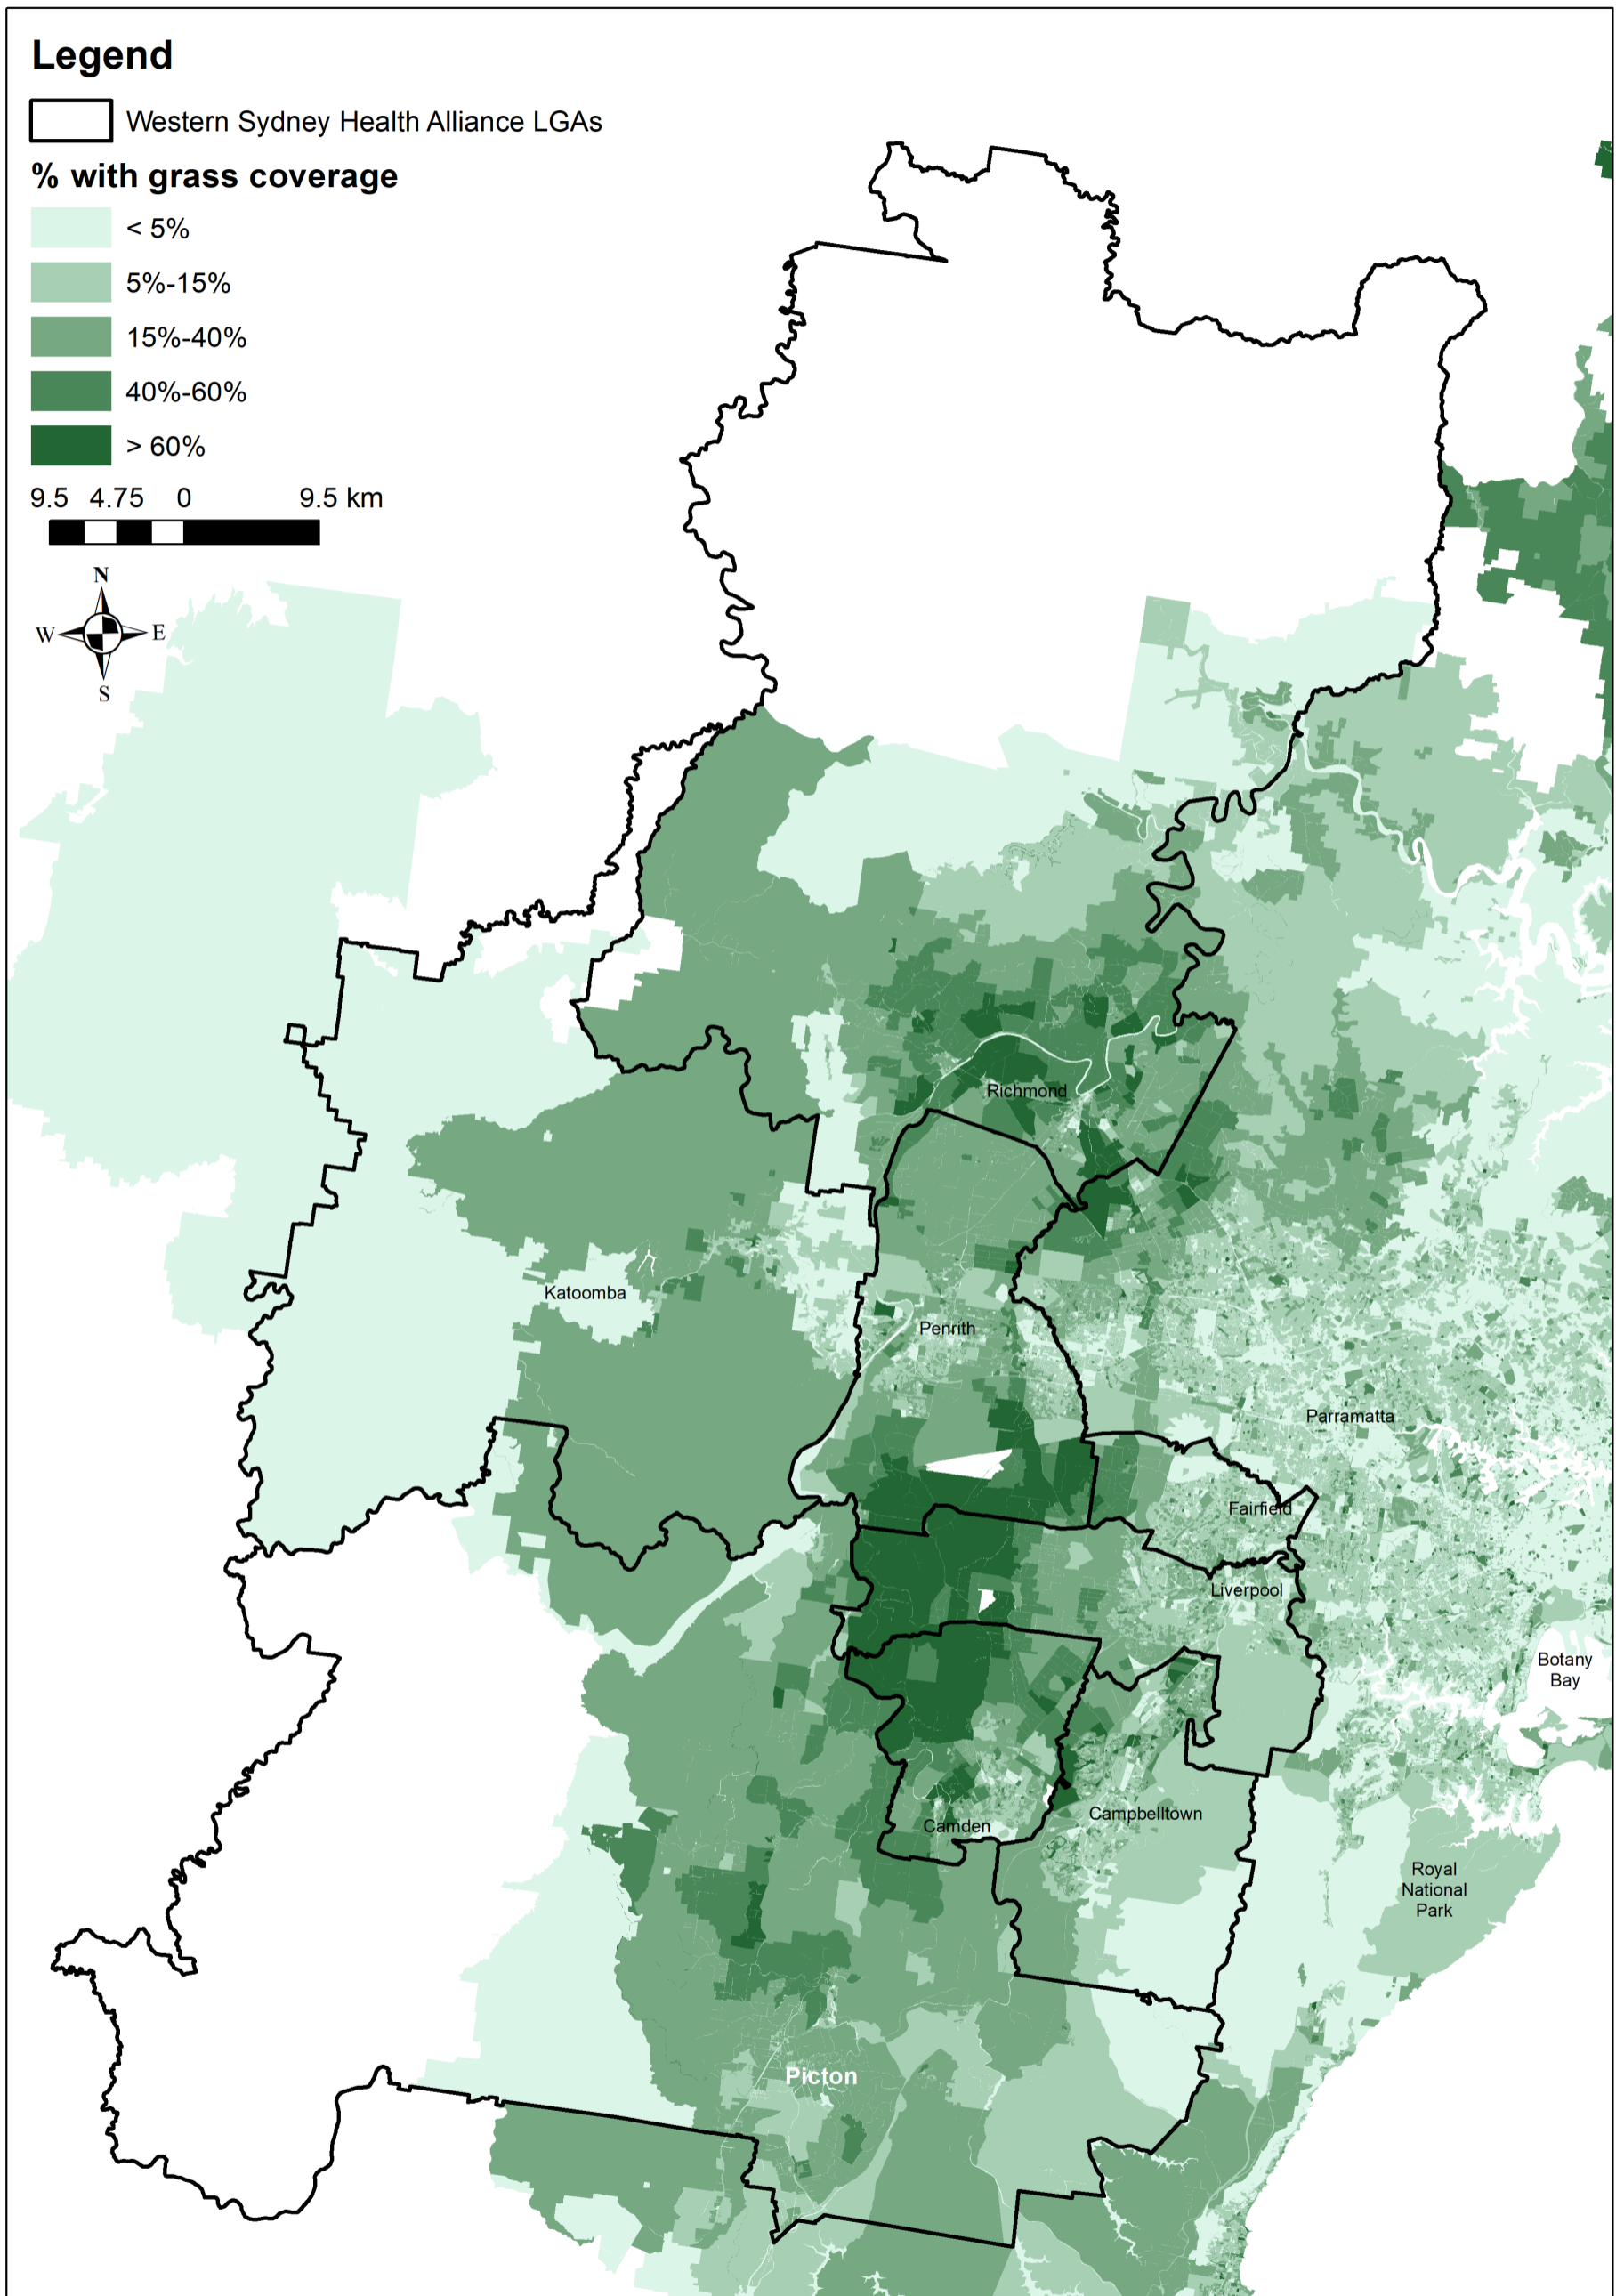 Legend
Western Sydney Health Alliance LGAs
% with grass coverage
< 5%
5%-15%
15%-40%
40%-60%
> 60%
9.5 4.75 0 9.5 km
N
W E
S
Richmond
Katoomba
Penrith
Parramatta
Fairfield
Liverpool
Botany
Bay
Campbelltown
Camden
Royal
National
Park
Picton